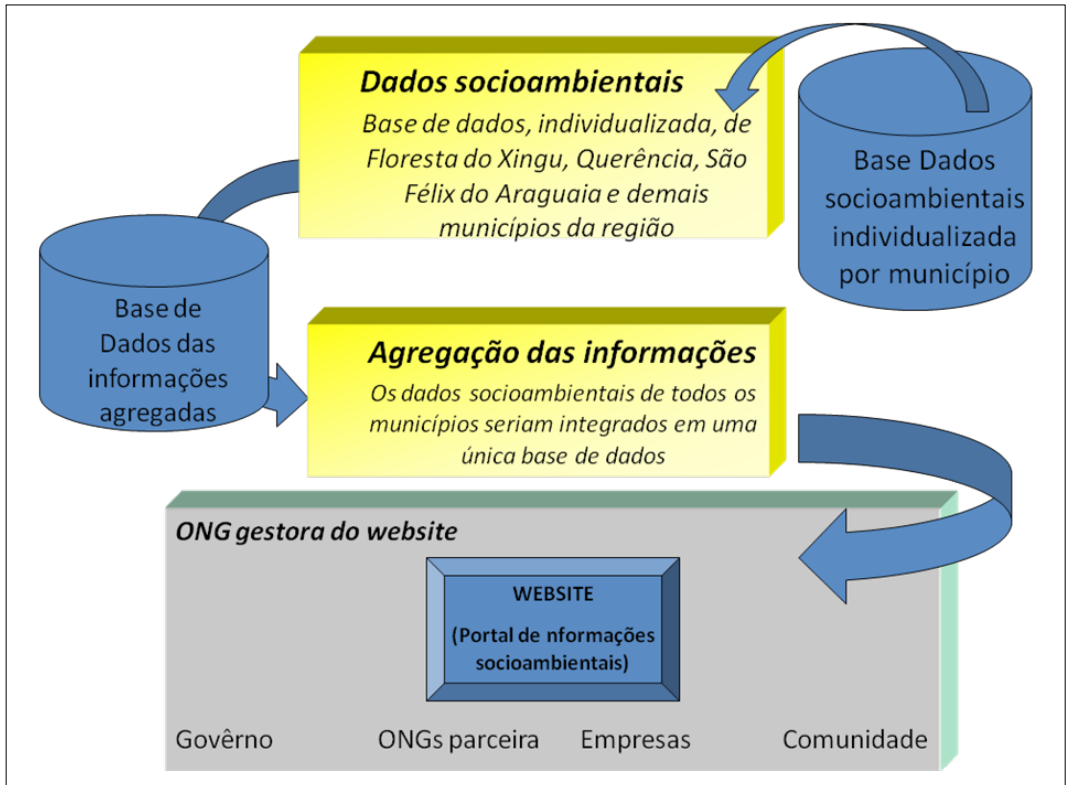 Dados socioambientais
Base de dados, individualizada, de
Floresta do Xingu, Querência, São
Félix do Araguaia e demais
municípios da região
Base Dados
socioambientais
individualizada
por município
Base de
Dados das
informações
agregadas
Agregação das informações
Os dados socioambientais de todos os
municípios seriam integrados em uma
única base de dados
ONG gestora do website
WEBSITE
(Portal de nformações
socioambientais)
Govêrno
ONGs parceira
Empresas
Comunidade